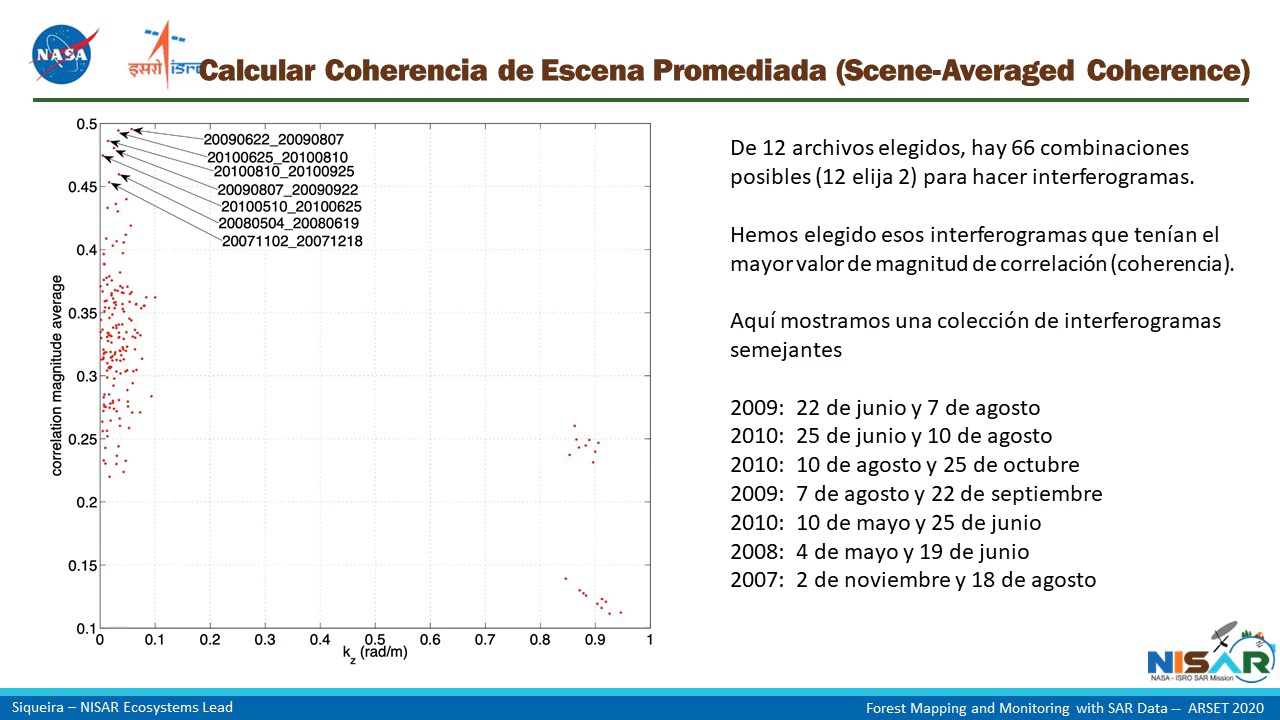 NASA
इसरो isro
Calcular Coherencia de Escena Promediada (Scene-Averaged Coherence)
0.5
0.45
0.4
0.35
0.3
0.25
0.2
0.15
0.1
correlation magnitude average
20090622_20090807
20100625_20100810
20100810_20100925
20090807_20090922
20100510_20100625
20080504_20080619
20071102_20071218
0 0.1 0.2 0.3 0.4 0.5 0.6 0.7 0.8 0.9 1
kz (rad/m)
De 12 archivos elegidos, hay 66 combinaciones
posibles (12 elija 2) para hacer interferogramas.
Hemos elegido esos interferogramas que tenían el
mayor valor de magnitud de correlación (coherencia).
Aquí mostramos una colección de interferogramas
semejantes
2009: 22 de junio y 7 de agosto
2010: 25 de junio y 10 de agosto
2010: 10 de agosto y 25 de octubre
2009: 7 de agosto y 22 de septiembre
2010: 10 de mayo y 25 de junio
2008: 4 de mayo y 19 de junio
2007: 2 de noviembre y 18 de agosto
NISAR
NASA - ISRO SAR Mission
Siqueira – NISAR Ecosystems Lead
Forest Mapping and Monitoring with SAR Data -- ARSET 2020